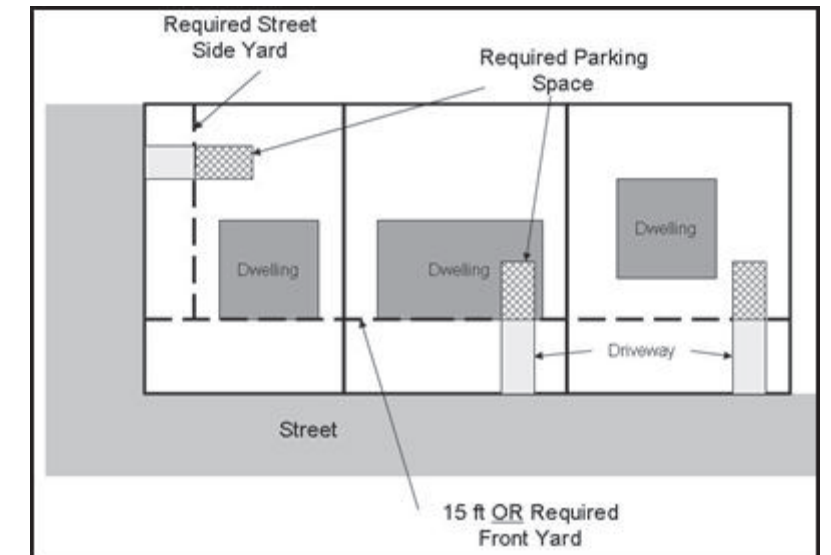 Required Street
Side Yard
Required Parking
Space
Dwelling
Dwelling
Dwelling
Driveway
Street
15 ft OR Required
Front Yard